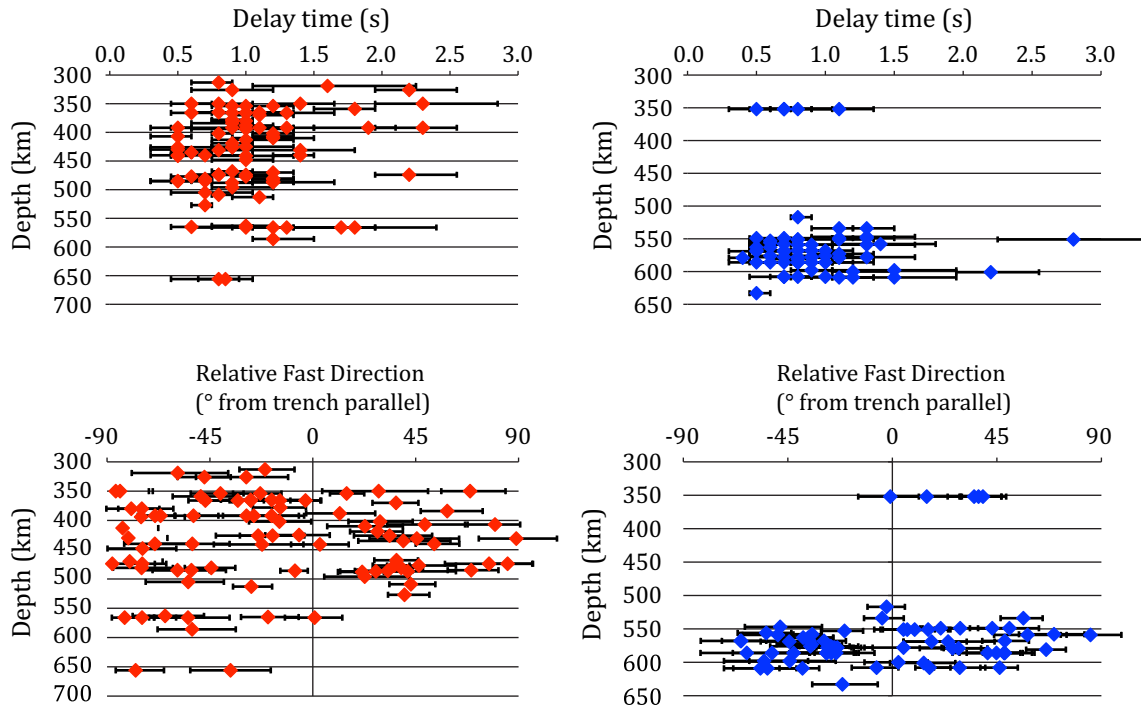 Delay time (s)
0.0 0.5 1.0 1.5 2.0 2.5 3.0
Depth (km)
300
350
400
450
500
550
600
650
700
Delay time (s)
0.0 0.5 1.0 1.5 2.0 2.5 3.0
Depth (km)
300
350
400
450
500
550
600
650
Relative Fast Direction
(° from trench parallel)
-90 -45 0 45 90
Depth (km)
300
350
400
450
500
550
600
650
700
Relative Fast Direction
(° from trench parallel)
-90 -45 0 45 90
Depth (km)
300
350
400
450
500
550
600
650